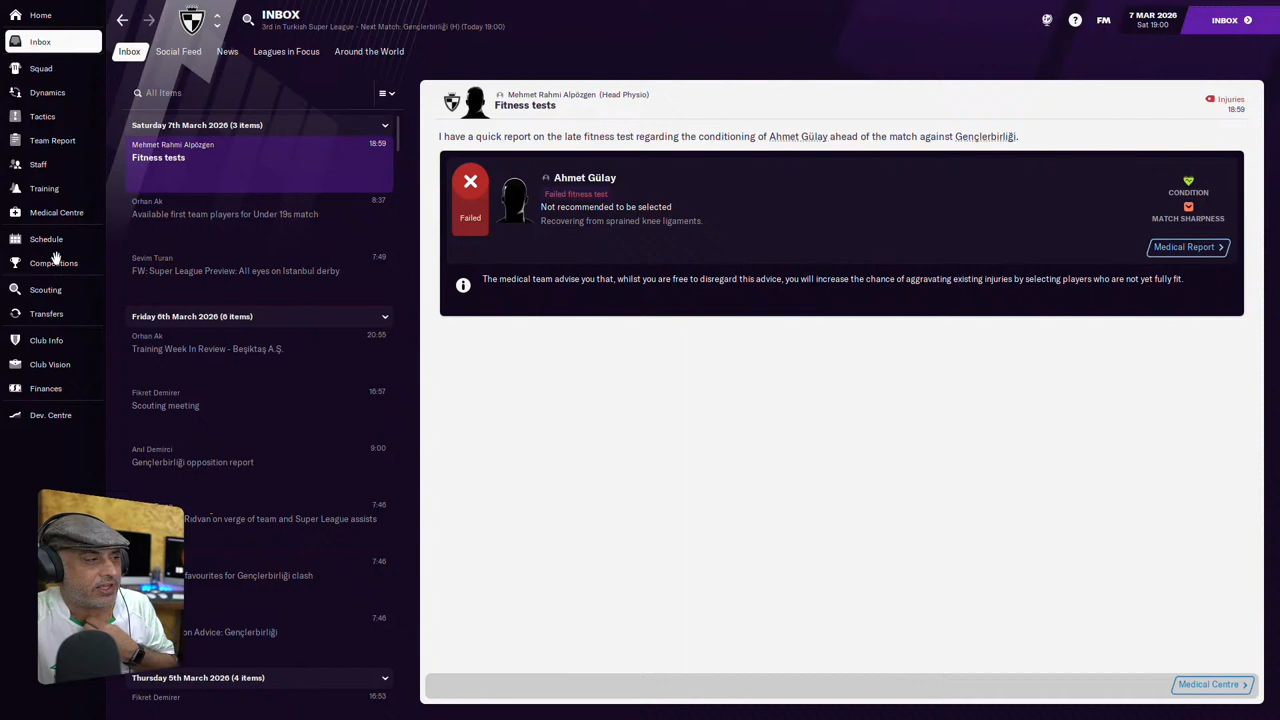 Home
Inbox
Squad
Dynamics
Tactics
Team Report
Staff
Training
Medical Centre
Schedule
Competitions
Scouting
Transfers
Club Info
Club Vision
Finances
Dev. Centre
INBOX
3rd in Turkish Super League - Next Match: Gençlerbirliği (H) (Today 19:00)
FM
7 MAR 2026
Sat 19:00
INBOX
Inbox
Social Feed
News
Leagues in Focus
Around the World
All Items
Saturday 7th March 2026 (3 items)
Mehmet Rahmi Alpözgen 18:59
Fitness tests
Orhan Ak 8:37
Available first team players for Under 19s match
Sevim Turan 7:49
FW: Super League Preview: All eyes on Istanbul derby
Friday 6th March 2026 (6 items)
Orhan Ak 20:55
Training Week In Review - Beşiktaş A.Ş.
Fikret Demirer 16:57
Scouting meeting
Anıl Demirci 9:00
Gençlerbirliği opposition report
7:46
Rıdvan on verge of team and Super League assists
7:46
favourites for Gençlerbirliği clash
7:46
on Advice: Gençlerbirliği
Thursday 5th March 2026 (4 items)
Fikret Demirer 16:53
Mehmet Rahmi Alpözgen (Head Physio)
Fitness tests
Injuries
18:59
I have a quick report on the late fitness test regarding the conditioning of Ahmet Gülay ahead of the match against Gençlerbirliği.
Failed
Ahmet Gülay
Failed fitness test
Not recommended to be selected
Recovering from sprained knee ligaments.
CONDITION
MATCH SHARPNESS
Medical Report
The medical team advise you that, whilst you are free to disregard this advice, you will increase the chance of aggravating existing injuries by selecting players who are not yet fully fit.
Medical Centre